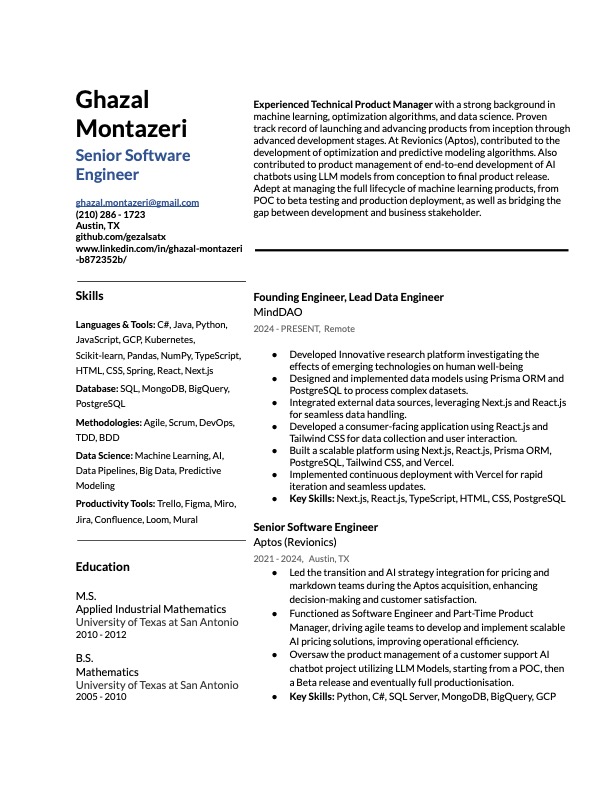 Ghazal
Montazeri
Senior Software
Engineer
ghazal.montazeri@gmail.com
(210) 286 - 1723
Austin, TX
github.com/gezalsatx
www.linkedin.com/in/ghazal-montazeri
-b872352b/
Skills
Languages & Tools: C#, Java, Python,
JavaScript, GCP, Kubernetes,
Scikit-learn, Pandas, NumPy, TypeScript,
HTML, CSS, Spring, React, Next.js
Database: SQL, MongoDB, BigQuery,
PostgreSQL
Methodologies: Agile, Scrum, DevOps,
TDD, BDD
Data Science: Machine Learning, AI,
Data Pipelines, Big Data, Predictive
Modeling
Productivity Tools: Trello, Figma, Miro,
Jira, Confluence, Loom, Mural
Education
M.S.
Applied Industrial Mathematics
University of Texas at San Antonio
2010 - 2012
B.S.
Mathematics
University of Texas at San Antonio
2005 - 2010
Experienced Technical Product Manager with a strong background in
machine learning, optimization algorithms, and data science. Proven
track record of launching and advancing products from inception through
advanced development stages. At Revionics (Aptos), contributed to the
development of optimization and predictive modeling algorithms. Also
contributed to product management of end-to-end development of AI
chatbots using LLM models from conception to final product release.
Adept at managing the full lifecycle of machine learning products, from
POC to beta testing and production deployment, as well as bridging the
gap between development and business stakeholder.
Founding Engineer, Lead Data Engineer
MindDAO
2024 - PRESENT, Remote
● Developed Innovative research platform investigating the
effects of emerging technologies on human well-being
● Designed and implemented data models using Prisma ORM and
PostgreSQL to process complex datasets.
● Integrated external data sources, leveraging Next.js and React.js
for seamless data handling.
● Developed a consumer-facing application using React.js and
Tailwind CSS for data collection and user interaction.
● Built a scalable platform using Next.js, React.js, Prisma ORM,
PostgreSQL, Tailwind CSS, and Vercel.
● Implemented continuous deployment with Vercel for rapid
iteration and seamless updates.
● Key Skills: Next.js, React.js, TypeScript, HTML, CSS, PostgreSQL
Senior Software Engineer
Aptos (Revionics)
2021 - 2024, Austin, TX
● Led the transition and AI strategy integration for pricing and
markdown teams during the Aptos acquisition, enhancing
decision-making and customer satisfaction.
● Functioned as Software Engineer and Part-Time Product
Manager, driving agile teams to develop and implement scalable
AI pricing solutions, improving operational efficiency.
● Oversaw the product management of a customer support AI
chatbot project utilizing LLM Models, starting from a POC, then
a Beta release and eventually full productionisation.
● Key Skills: Python, C#, SQL Server, MongoDB, BigQuery, GCP